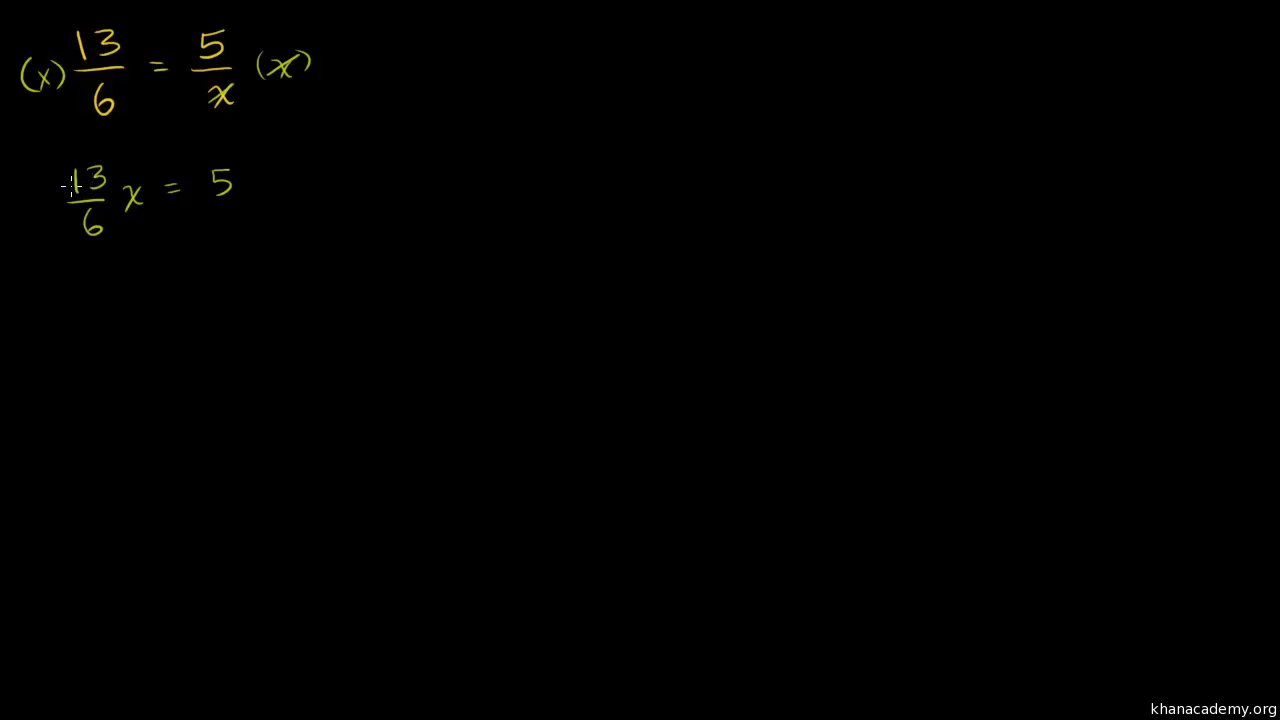 (x) 13/6 = 5/x (x)
13/6 x = 5
khanacademy.org